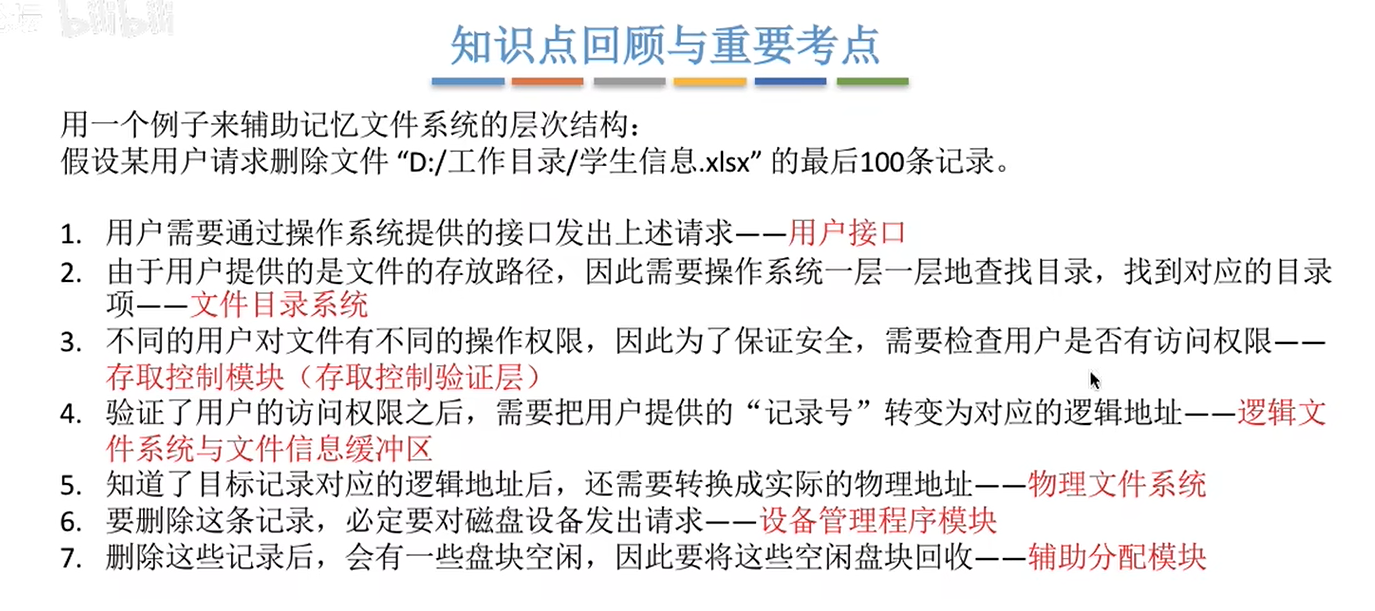 知识点回顾与重要考点
用一个例子来辅助记忆文件系统的层次结构：
假设某用户请求删除文件 “D:/工作目录/学生信息.xlsx” 的最后100条记录。
1. 用户需要通过操作系统提供的接口发出上述请求——用户接口
2. 由于用户提供的是文件的存放路径，因此需要操作系统一层一层地查找目录，找到对应的目录
项——文件目录系统
3. 不同的用户对文件有不同的操作权限，因此为了保证安全，需要检查用户是否有访问权限——
存取控制模块（存取控制验证层）
4. 验证了用户的访问权限之后，需要把用户提供的“记录号”转变为对应的逻辑地址——逻辑文
件系统与文件信息缓冲区
5. 知道了目标记录对应的逻辑地址后，还需要转换成实际的物理地址——物理文件系统
6. 要删除这条记录，必定要对磁盘设备发出请求——设备管理程序模块
7. 删除这些记录后，会有一些盘块空闲，因此要将这些空闲盘块回收——辅助分配模块